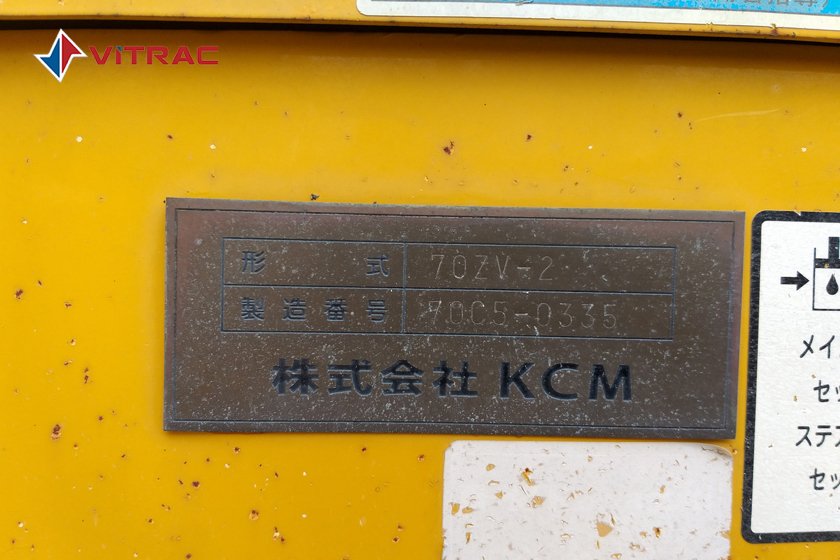 ViTRAC
形式 70ZV-2
製造番号 70C5-0335
株式会社 KCM
メイ
セッ
ステ
セッ